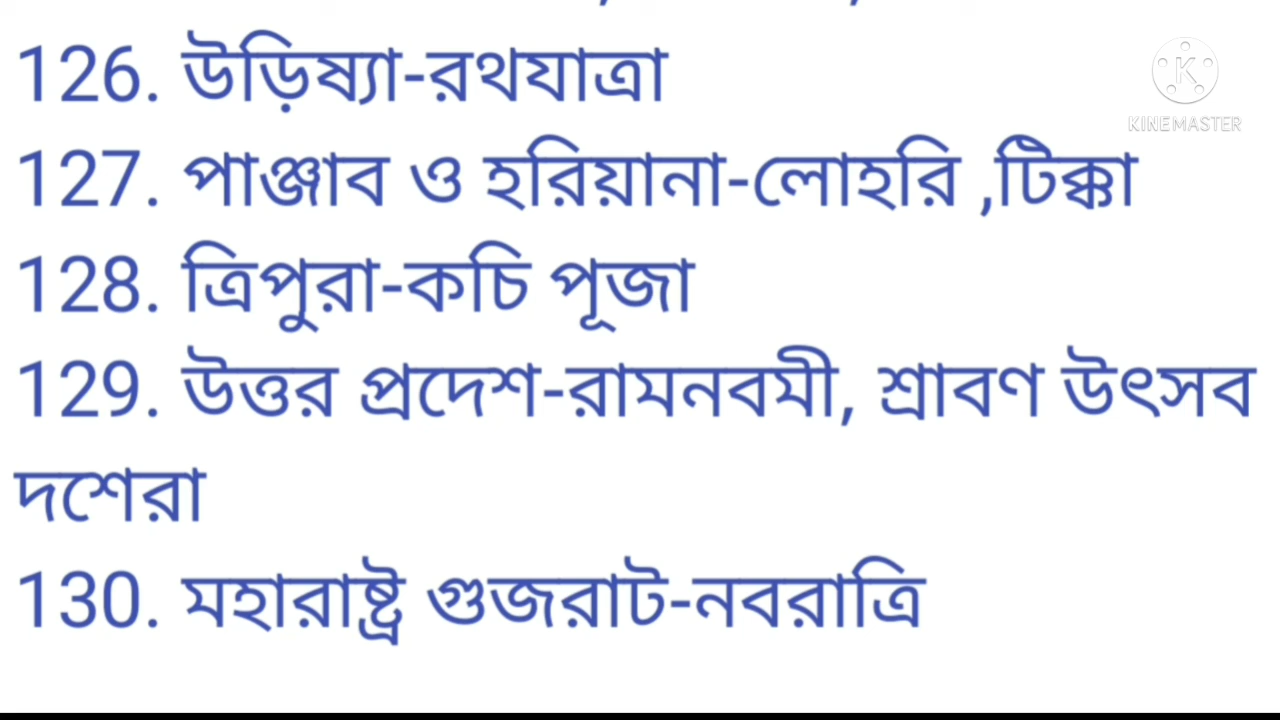 126. উড়িষ্যা-রথযাত্রা
K
KINEMASTER
127. পাঞ্জাব ও হরিয়ানা-লোহরি ,টিক্কা
128. ত্রিপুরা-কচি পূজা
129. উত্তর প্রদেশ-রামনবমী, শ্রাবণ উৎসব
দশেরা
130. মহারাষ্ট্র গুজরাট-নবরাত্রি